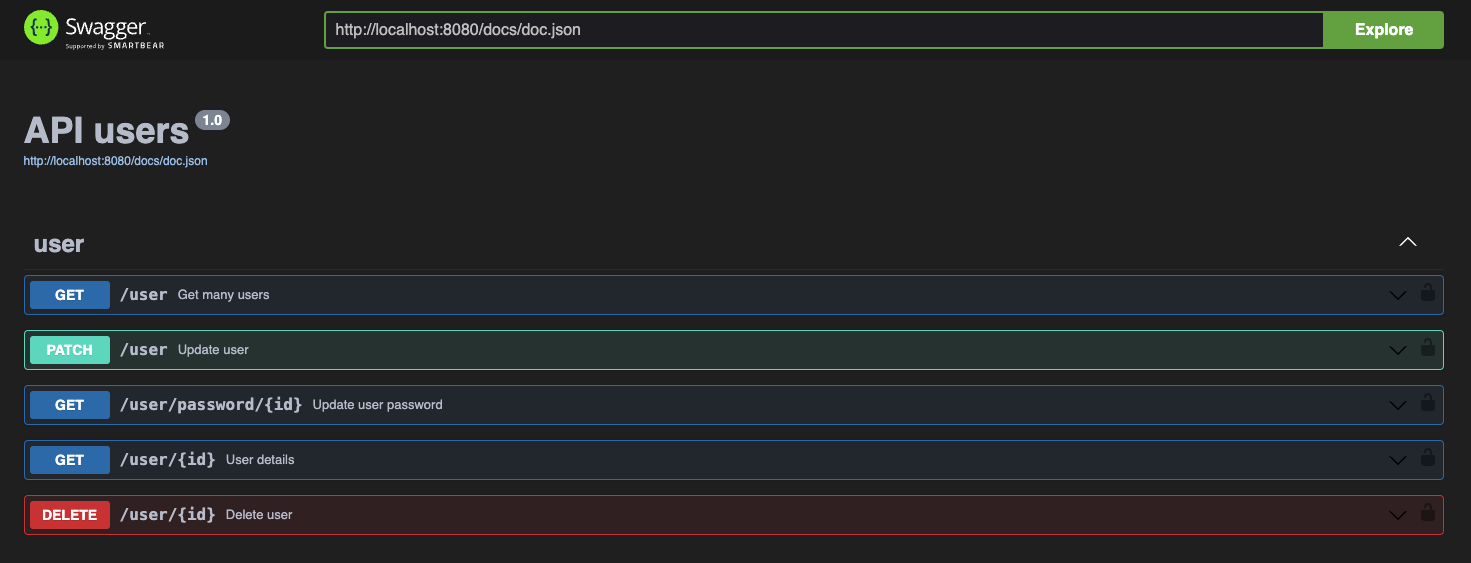 Swagger
Supported by SMARTBEAR
http://localhost:8080/docs/doc.json
Explore
API users 1.0
http://localhost:8080/docs/doc.json
user
GET /user Get many users
PATCH /user Update user
GET /user/password/{id} Update user password
GET /user/{id} User details
DELETE /user/{id} Delete user